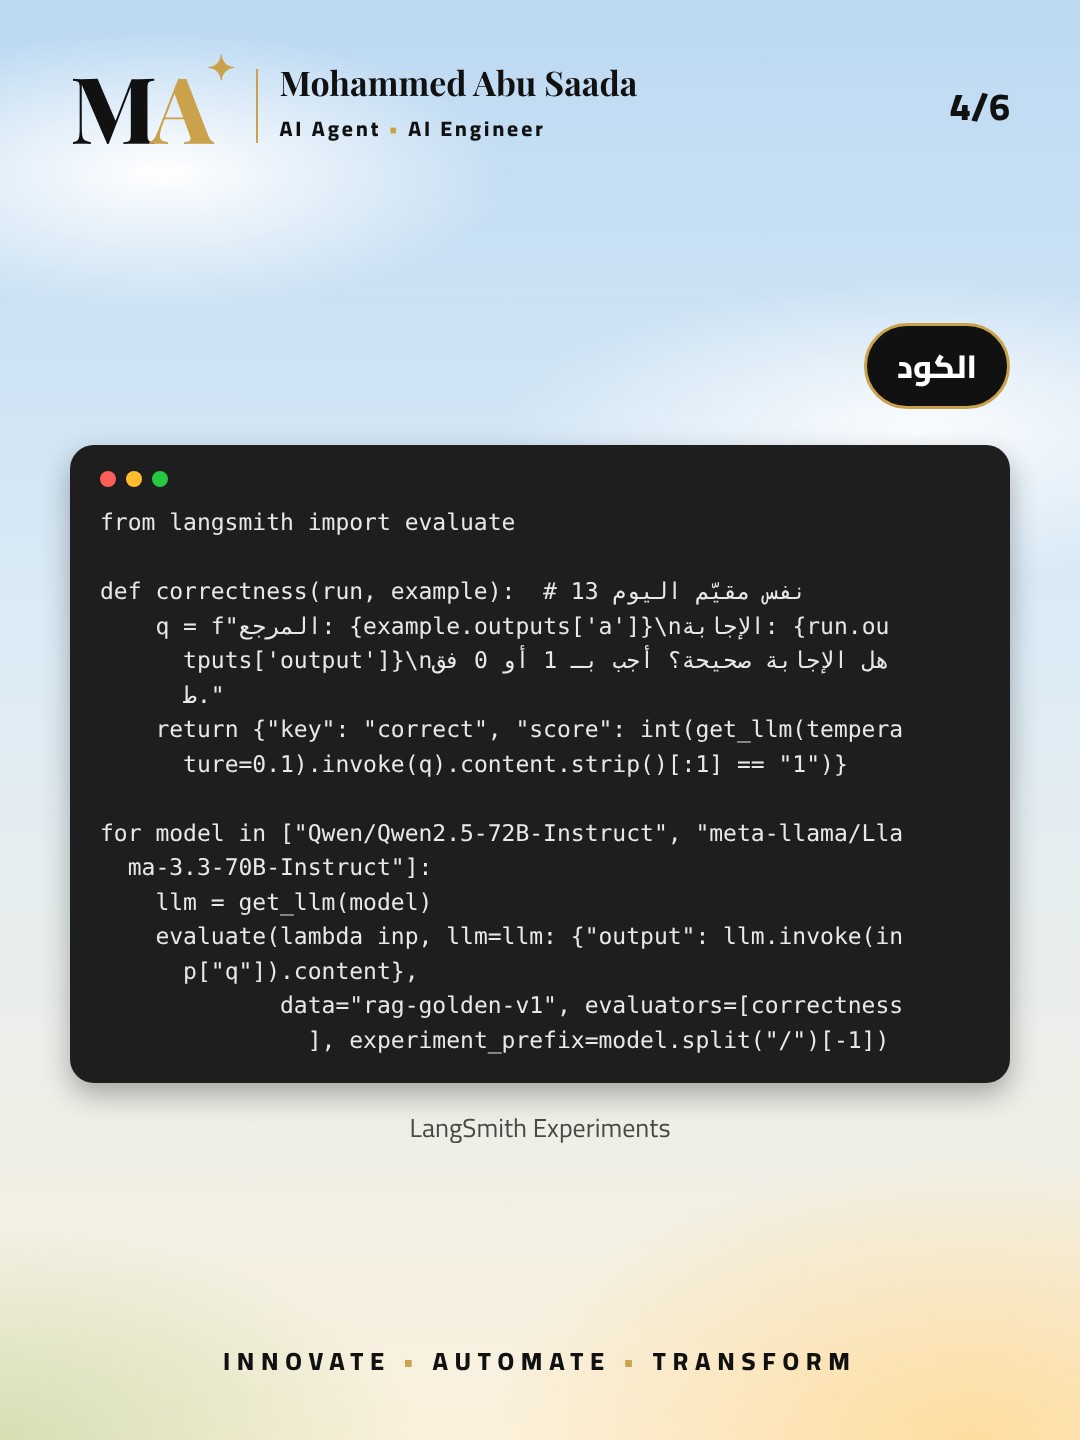 MA
Mohammed Abu Saada
AI Agent ▪ AI Engineer
4/6
الكود
from langsmith import evaluate
def correctness(run, example):  # نفس مقيّم اليوم 13
    q = f"المرجع: {example.outputs['a']}\nالإجابة: {run.ou
      tputs['output']}\nهل الإجابة صحيحة؟ أجب بـ 1 أو 0 فق
      ط."
    return {"key": "correct", "score": int(get_llm(tempera
      ture=0.1).invoke(q).content.strip()[:1] == "1")}
for model in ["Qwen/Qwen2.5-72B-Instruct", "meta-llama/Lla
  ma-3.3-70B-Instruct"]:
    llm = get_llm(model)
    evaluate(lambda inp, llm=llm: {"output": llm.invoke(in
      p["q"]).content},
             data="rag-golden-v1", evaluators=[correctness
               ], experiment_prefix=model.split("/")[-1])
LangSmith Experiments
INNOVATE ▪ AUTOMATE ▪ TRANSFORM